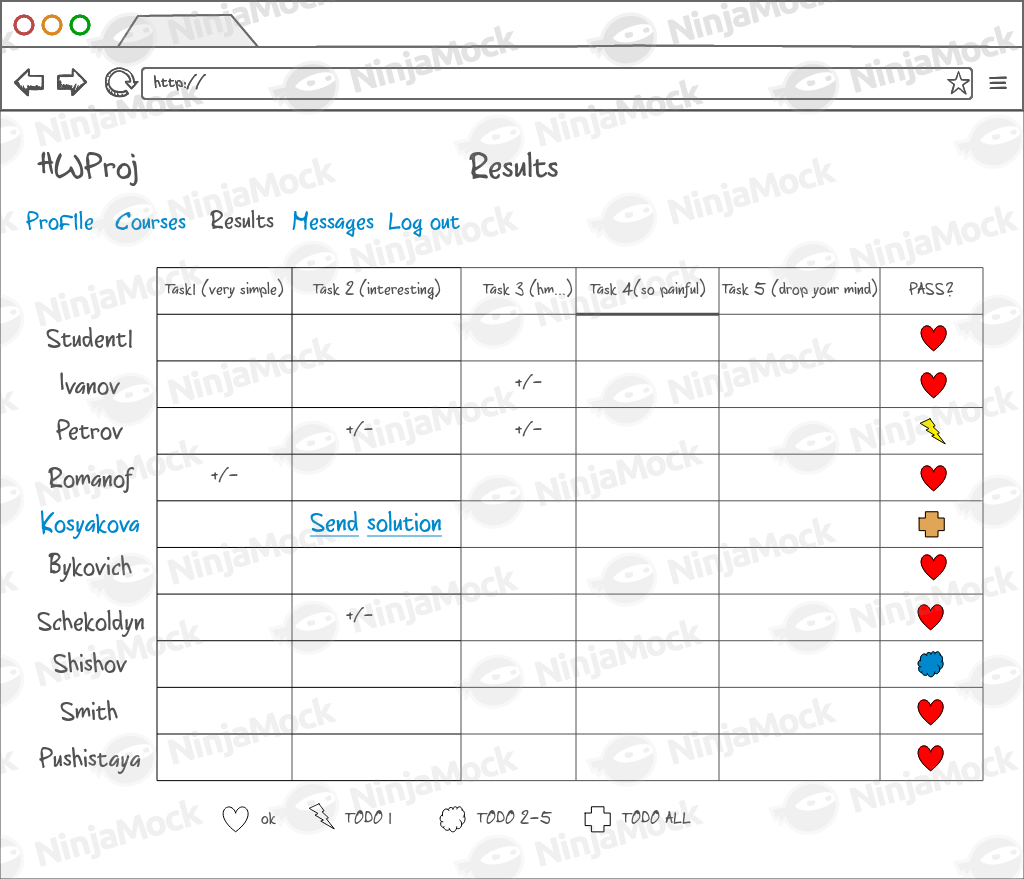 http://
HWProj Results
Profile Courses Results Messages Log out
Task1 (very simple) Task 2 (interesting) Task 3 (hm...) Task 4(so painful) Task 5 (drop your mind) PASS?
Student1
Ivanov +/-
Petrov +/- +/-
Romanof +/-
Kosyakova Send solution
Bykovich
Schekoldyn +/-
Shishov
Smith
Pushistaya
ok TODO 1 TODO 2-5 TODO ALL
NinjaMock